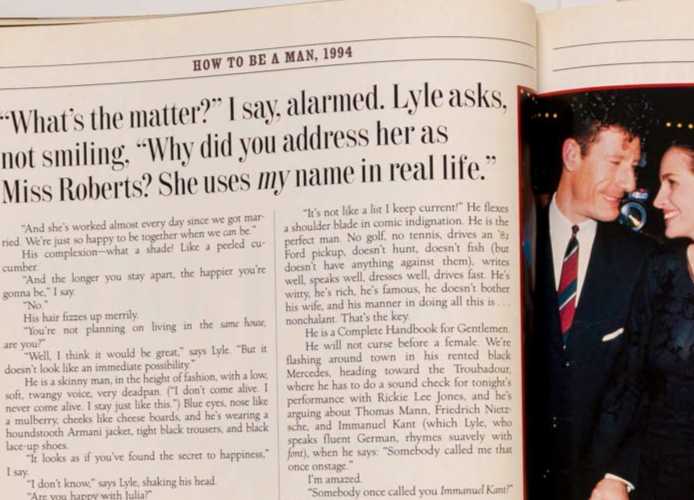 HOW TO BE A MAN, 1994
“What’s the matter?” I say, alarmed. Lyle asks,
not smiling, “Why did you address her as
Miss Roberts? She uses my name in real life.”
“And she’s worked almost every day since we got mar-
ried. We’re just so happy to be together when we can be.”
His complexion—what a shade! Like a peeled cu-
cumber.
“And the longer you stay apart, the happier you’re
gonna be,” I say.
“No.”
His hair fizzes up merrily.
“You’re not planning on living in the same house,
are you?”
“Well, I think it would be great,” says Lyle. “But it
doesn’t look like an immediate possibility.”
He is a skinny man, in the height of fashion, with a low,
soft, twangy voice, very deadpan. (“I don’t come alive. I
never come alive. I stay just like this.”) Blue eyes, nose like
a mulberry, cheeks like cheese boards, and he’s wearing a
houndstooth Armani jacket, tight black trousers, and black
lace-up shoes.
“It looks as if you’ve found the secret to happiness,”
I say.
“I don’t know,” says Lyle, shaking his head.
“Are you happy with Julia?”
“It’s not like a list I keep current!” He flexes
a shoulder blade in comic indignation. He is the
perfect man. No golf, no tennis, drives an ’82
Ford pickup, doesn’t hunt, doesn’t fish (but
doesn’t have anything against them), writes
well, speaks well, dresses well, drives fast. He’s
witty, he’s rich, he’s famous, he doesn’t bother
his wife, and his manner in doing all this is . . .
nonchalant. That’s the key.
He is a Complete Handbook for Gentlemen.
He will not curse before a female. We’re
flashing around town in his rented black
Mercedes, heading toward the Troubadour,
where he has to do a sound check for tonight’s
performance with Rickie Lee Jones, and he’s
arguing about Thomas Mann, Friedrich Nietz-
sche, and Immanuel Kant (which Lyle, who
speaks fluent German, rhymes suavely with
font), when he says: “Somebody called me that
once onstage.”
I’m amazed.
“Somebody once called you Immanuel Kant?”